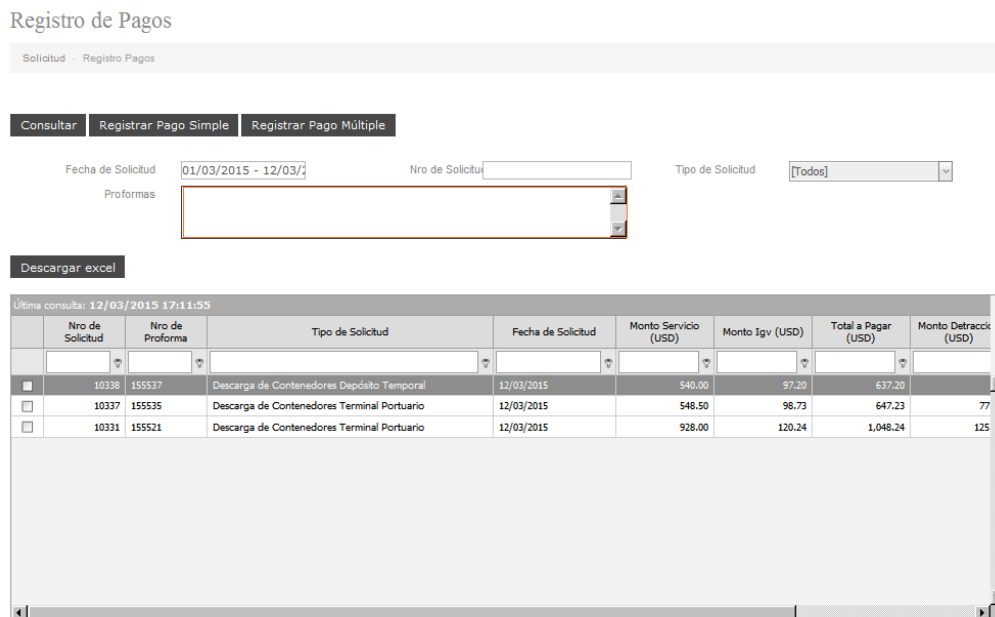 Registro de Pagos
Solicitud - Registro Pagos
Consultar Registrar Pago Simple Registrar Pago Múltiple
Fecha de Solicitud 01/03/2015 - 12/03/2 Nro de Solicitu Tipo de Solicitud [Todos]
Proformas
Descargar excel
Última consulta: 12/03/2015 17:11:55
Nro de Solicitud Nro de Proforma Tipo de Solicitud Fecha de Solicitud Monto Servicio (USD) Monto Igv (USD) Total a Pagar (USD) Monto Detracci (USD)
10338 155537 Descarga de Contenedores Depósito Temporal 12/03/2015 540.00 97.20 637.20
10337 155535 Descarga de Contenedores Terminal Portuario 12/03/2015 548.50 98.73 647.23 77
10331 155521 Descarga de Contenedores Terminal Portuario 12/03/2015 928.00 120.24 1,048.24 125